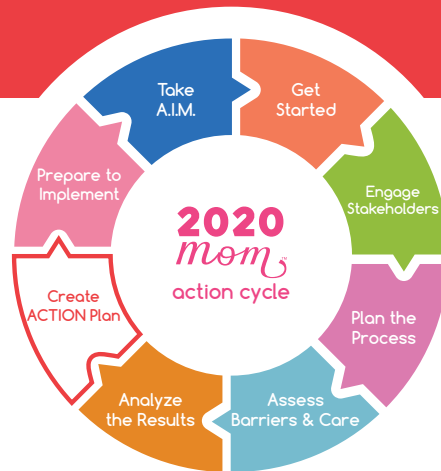 Take
A.I.M.
Get
Started
Engage
Stakeholders
Plan the
Process
Assess
Barriers & Care
Analyze
the Results
Create
ACTION Plan
Prepare to
Implement
2020
mom™
action cycle